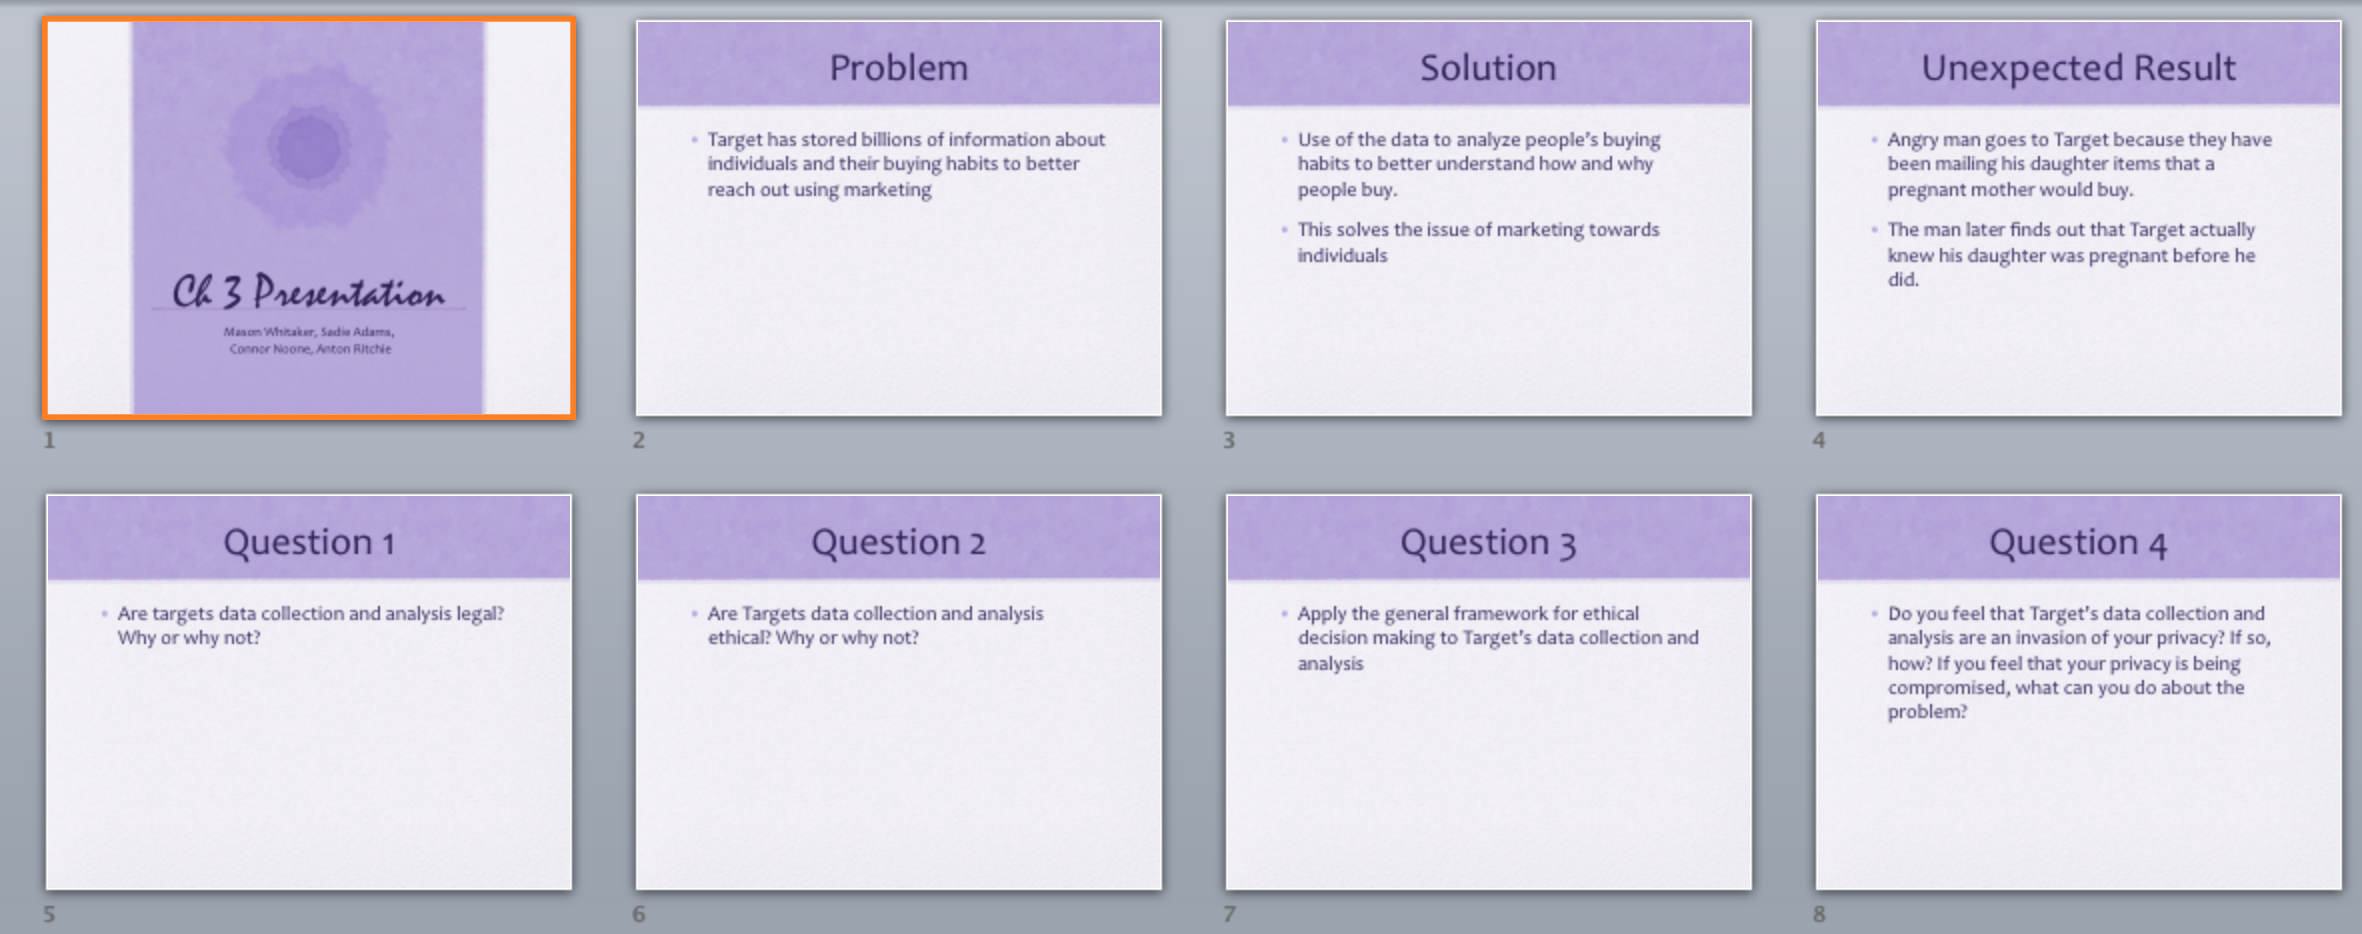 Ch 3 Presentation
Mason Whitaker, Sadie Adams,
Connor Noone, Anton Ritchie
1
Problem
• Target has stored billions of information about
individuals and their buying habits to better
reach out using marketing
2
Solution
• Use of the data to analyze people's buying
habits to better understand how and why
people buy.
• This solves the issue of marketing towards
individuals
3
Unexpected Result
• Angry man goes to Target because they have
been mailing his daughter items that a
pregnant mother would buy.
• The man later finds out that Target actually
knew his daughter was pregnant before he
did.
4
Question 1
• Are targets data collection and analysis legal?
Why or why not?
5
Question 2
• Are Targets data collection and analysis
ethical? Why or why not?
6
Question 3
• Apply the general framework for ethical
decision making to Target's data collection and
analysis
7
Question 4
• Do you feel that Target's data collection and
analysis are an invasion of your privacy? If so,
how? If you feel that your privacy is being
compromised, what can you do about the
problem?
8